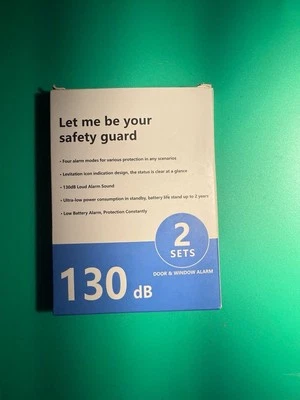 Let me be your
safety guard
• Four alarm modes for various protection in any scenarios
• Levitation icon indication design, the status is clear at a glance
• 130dB Loud Alarm Sound
• Ultra-low power consumption in standby, battery life stand up to 2 years
• Low Battery Alarm, Protection Constantly
2
SETS
DOOR & WINDOW ALARM
130 dB